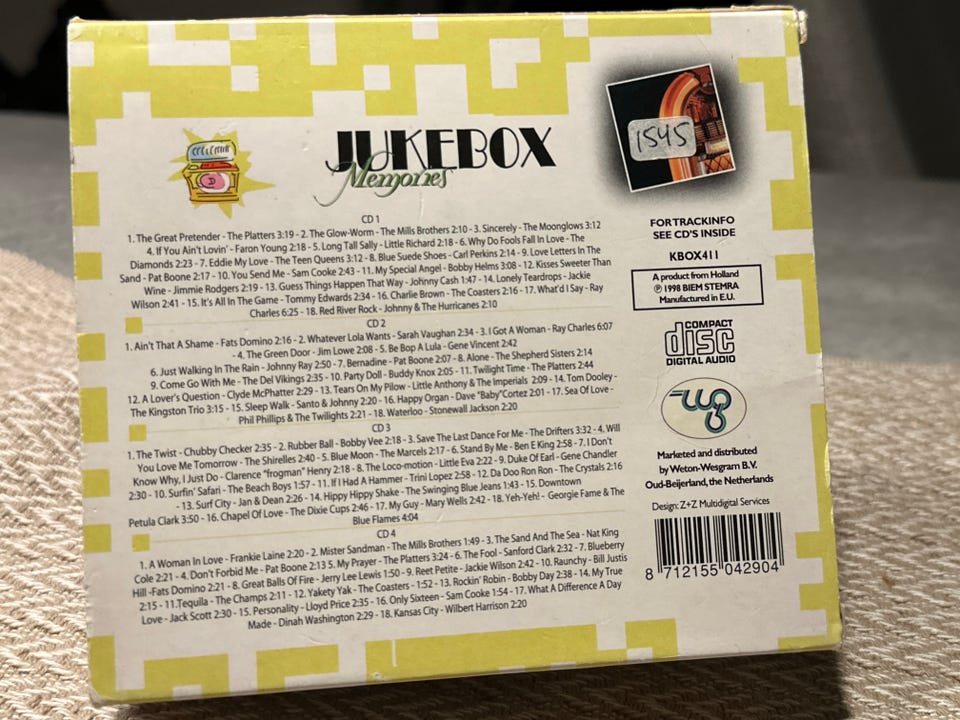 JUKEBOX
Memories
1545
CD 1
1. The Great Pretender - The Platters 3:19 - 2. The Glow-Worm - The Mills Brothers 2:10 - 3. Sincerely - The Moonglows 3:12
4. If You Ain't Lovin' - Faron Young 2:18 - 5. Long Tall Sally - Little Richard 2:18 - 6. Why Do Fools Fall In Love - The
Diamonds 2:23 - 7. Eddie My Love - The Teen Queens 3:12 - 8. Blue Suede Shoes - Carl Perkins 2:14 - 9. Love Letters In The
Sand - Pat Boone 2:17 - 10. You Send Me - Sam Cooke 2:43 - 11. My Special Angel - Bobby Helms 3:08 - 12. Kisses Sweeter Than
Wine - Jimmie Rodgers 2:19 - 13. Guess Things Happen That Way - Johnny Cash 1:47 - 14. Lonely Teardrops - Jackie
Wilson 2:41 - 15. It's All In The Game - Tommy Edwards 2:34 - 16. Charlie Brown - The Coasters 2:16 - 17. What'd I Say - Ray
Charles 6:25 - 18. Red River Rock - Johnny & The Hurricanes 2:10
CD 2
1. Ain't That A Shame - Fats Domino 2:16 - 2. Whatever Lola Wants - Sarah Vaughan 2:34 - 3. I Got A Woman - Ray Charles 6:07
- 4. The Green Door - Jim Lowe 2:08 - 5. Be Bop A Lula - Gene Vincent 2:42
6. Just Walking In The Rain - Johnny Ray 2:50 - 7. Bernadine - Pat Boone 2:07 - 8. Alone - The Shepherd Sisters 2:14
9. Come Go With Me - The Del Vikings 2:35 - 10. Party Doll - Buddy Knox 2:05 - 11. Twilight Time - The Platters 2:44
12. A Lover's Question - Clyde McPhatter 2:29 - 13. Tears On My Pilow - Little Anthony & The Imperials 2:09 - 14. Tom Dooley -
The Kingston Trio 3:15 - 15. Sleep Walk - Santo & Johnny 2:20 - 16. Happy Organ - Dave "Baby"Cortez 2:01 - 17. Sea Of Love -
Phil Phillips & The Twilights 2:21 - 18. Waterloo - Stonewall Jackson 2:20
CD 3
1. The Twist - Chubby Checker 2:35 - 2. Rubber Ball - Bobby Vee 2:18 - 3. Save The Last Dance For Me - The Drifters 3:32 - 4. Will
You Love Me Tomorrow - The Shirelles 2:40 - 5. Blue Moon - The Marcels 2:17 - 6. Stand By Me - Ben E King 2:58 - 7. I Don't
Know Why, I Just Do - Clarence "frogman" Henry 2:18 - 8. The Loco-motion - Little Eva 2:22 - 9. Duke Of Earl - Gene Chandler
2:30 - 10. Surfin' Safari - The Beach Boys 1:57 - 11. If I Had A Hammer - Trini Lopez 2:58 - 12. Da Doo Ron Ron - The Crystals 2:16
- 13. Surf City - Jan & Dean 2:26 - 14. Hippy Hippy Shake - The Swinging Blue Jeans 1:43 - 15. Downtown
Petula Clark 3:50 - 16. Chapel Of Love - The Dixie Cups 2:46 - 17. My Guy - Mary Wells 2:42 - 18. Yeh-Yeh! - Georgie Fame & The
Blue Flames 4:04
CD 4
1. A Woman In Love - Frankie Laine 2:20 - 2. Mister Sandman - The Mills Brothers 1:49 - 3. The Sand And The Sea - Nat King
Cole 2:21 - 4. Don't Forbid Me - Pat Boone 2:13 5. My Prayer - The Platters 3:24 - 6. The Fool - Sanford Clark 2:32 - 7. Blueberry
Hill -Fats Domino 2:21 - 8. Great Balls Of Fire - Jerry Lee Lewis 1:50 - 9. Reet Petite - Jackie Wilson 2:42 - 10. Raunchy - Bill Justis
2:15 - 11.Tequila - The Champs 2:11 - 12. Yakety Yak - The Coasters - 1:52 - 13. Rockin' Robin - Bobby Day 2:38 - 14. My True
Love - Jack Scott 2:30 - 15. Personality - Lloyd Price 2:35 - 16. Only Sixteen - Sam Cooke 1:54 - 17. What A Difference A Day
Made - Dinah Washington 2:29 - 18. Kansas City - Wilbert Harrison 2:20
FOR TRACKINFO
SEE CD'S INSIDE
KBOX411
A product from Holland
℗ 1998 BIEM STEMRA
Manufactured in E.U.
COMPACT
disc
DIGITAL AUDIO
wg
Marketed and distributed
by Weton-Wesgram B.V.
Oud-Beijerland, the Netherlands
Design: Z+Z Multidigital Services
8 712155 042904